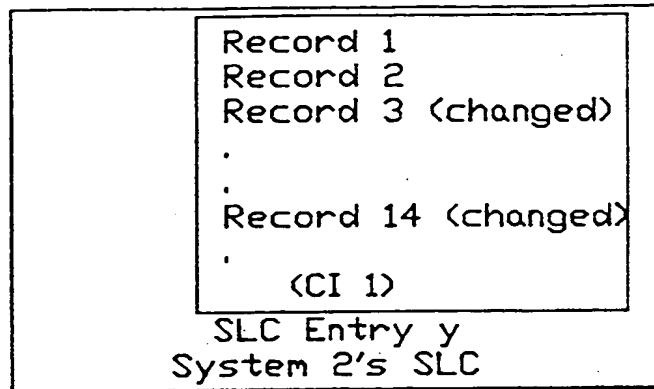 Record 1
Record 2
Record 3 (changed)
.
.
Record 14 (changed)
.
(CI 1)
SLC Entry y
System 2's SLC